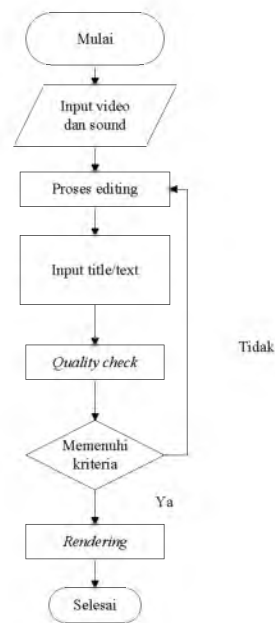 Mulai
Input video
dan sound
Proses editing
Input title/text
Quality check
Tidak
Memenuhi
kriteria
Ya
Rendering
Selesai